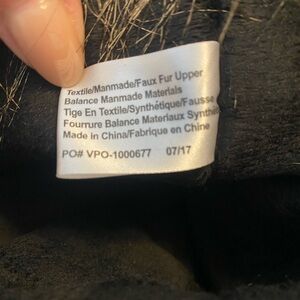 Textile/Manmade/Faux Fur Upper
Balance Manmade Materials
Tige En Textile/Synthétique/Fausse
Fourrure Balance Materiaux
Made in China/Fabriqué en Chine
PO# VPO-1000677 07/17